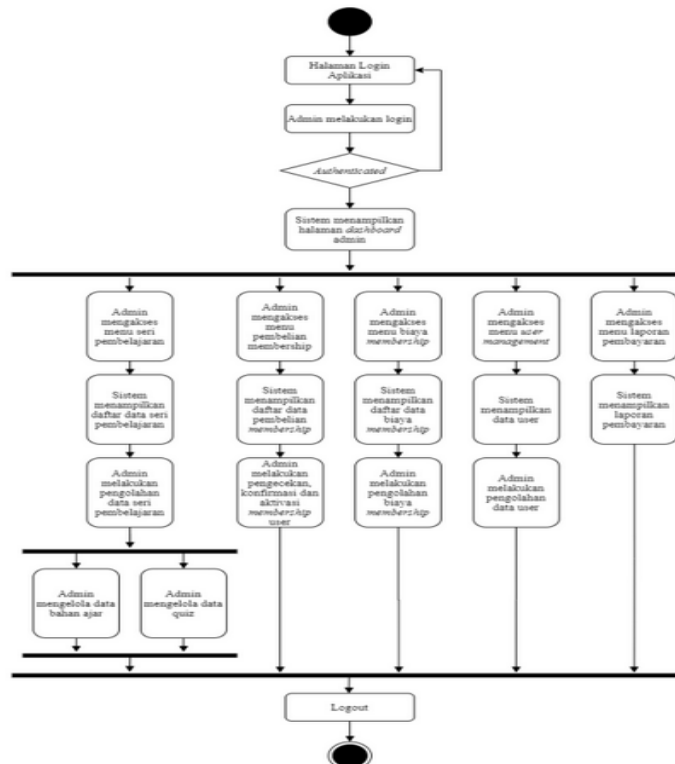 Halaman Login
Aplikasi
Admin melakukan login
Authenticated
Sistem menampilkan
halaman dashboard
admin
Admin
mengakses
menu seri
pembelajaran
Admin
mengakses
menu
pembelian
membership
Admin
mengakses
menu biaya
membership
Admin
mengakses
menu user
management
Admin
mengakses
menu laporan
pembayaran
Sistem
menampilkan
daftar data seri
pembelajaran
Sistem
menampilkan
daftar data
pembelian
membership
Sistem
menampilkan
daftar data
biaya
membership
Sistem
menampilkan
data user
Sistem
menampilkan
laporan
pembayaran
Admin
melakukan
pengolahan
data seri
pembelajaran
Admin
melakukan
pengecekan,
konfirmasi dan
aktivasi
membership
user
Admin
melakukan
pengolahan
biaya
membership
Admin
melakukan
pengolahan
data user
Admin
mengelola data
bahan ajar
Admin
mengelola data
quiz
Logout